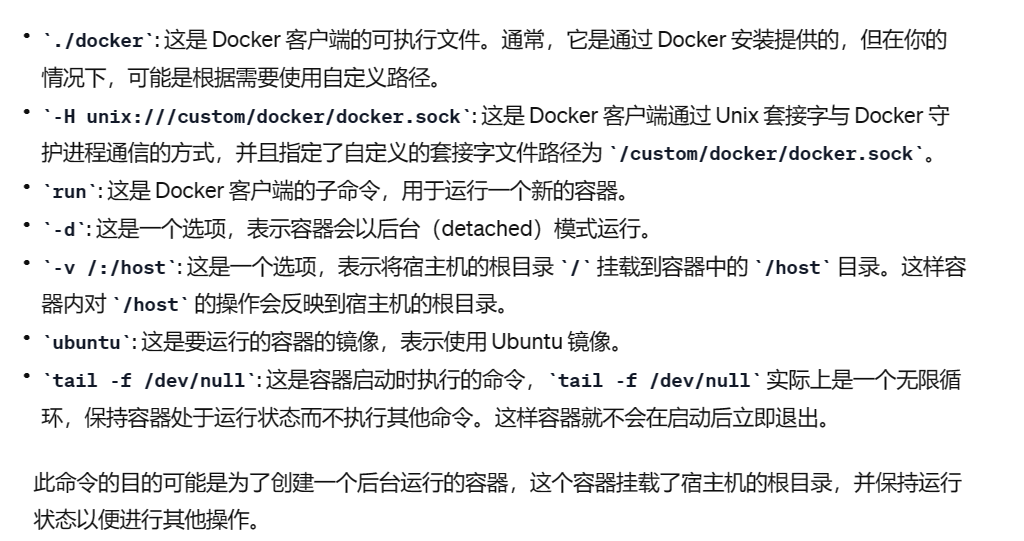 • `./docker`: 这是 Docker 客户端的可执行文件。通常，它是通过 Docker 安装提供的，但在你的
情况下，可能是根据需要使用自定义路径。
• `-H unix:///custom/docker/docker.sock`: 这是 Docker 客户端通过 Unix 套接字与 Docker 守
护进程通信的方式，并且指定了自定义的套接字文件路径为 `/custom/docker/docker.sock`。
• `run`: 这是 Docker 客户端的子命令，用于运行一个新的容器。
• `-d`: 这是一个选项，表示容器会以后台（detached）模式运行。
• `-v /:/host`: 这是一个选项，表示将宿主机的根目录 `/` 挂载到容器中的 `/host` 目录。这样容
器内对 `/host` 的操作会反映到宿主机的根目录。
• `ubuntu`: 这是要运行的容器的镜像，表示使用 Ubuntu 镜像。
• `tail -f /dev/null`: 这是容器启动时执行的命令，`tail -f /dev/null` 实际上是一个无限循
环，保持容器处于运行状态而不执行其他命令。这样容器就不会在启动后立即退出。
此命令的目的可能是为了创建一个后台运行的容器，这个容器挂载了宿主机的根目录，并保持运行
状态以便进行其他操作。